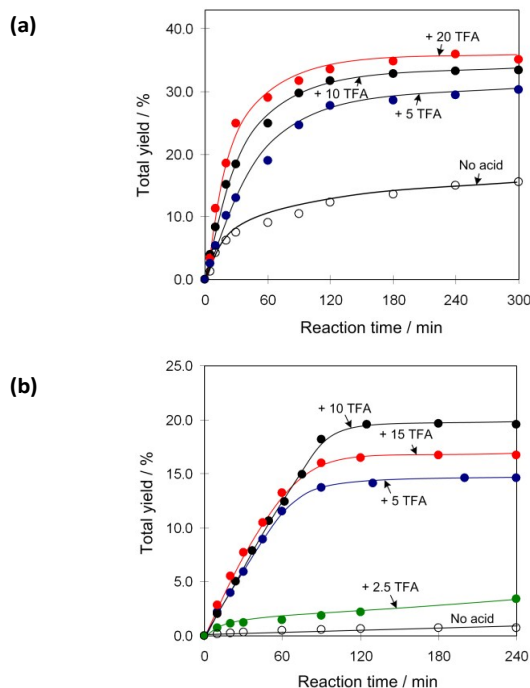 (a)
40.0
30.0
20.0
10.0
0.0
Total yield / %
+ 20 TFA
+ 10 TFA
+ 5 TFA
No acid
0 60 120 180 240 300
Reaction time / min
(b)
25.0
20.0
15.0
10.0
5.0
0.0
Total yield / %
+ 10 TFA
+ 15 TFA
+ 5 TFA
+ 2.5 TFA
No acid
0 60 120 180 240
Reaction time / min